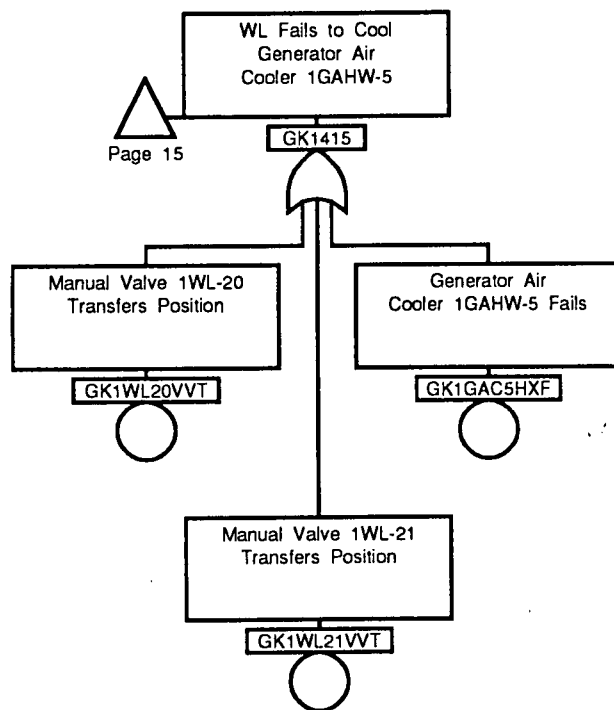 WL Fails to Cool
Generator Air
Cooler 1GAHW-5
Page 15
GK1415
Manual Valve 1WL-20
Transfers Position
GK1WL20VVT
Generator Air
Cooler 1GAHW-5 Fails
GK1GAC5HXF
Manual Valve 1WL-21
Transfers Position
GK1WL21VVT